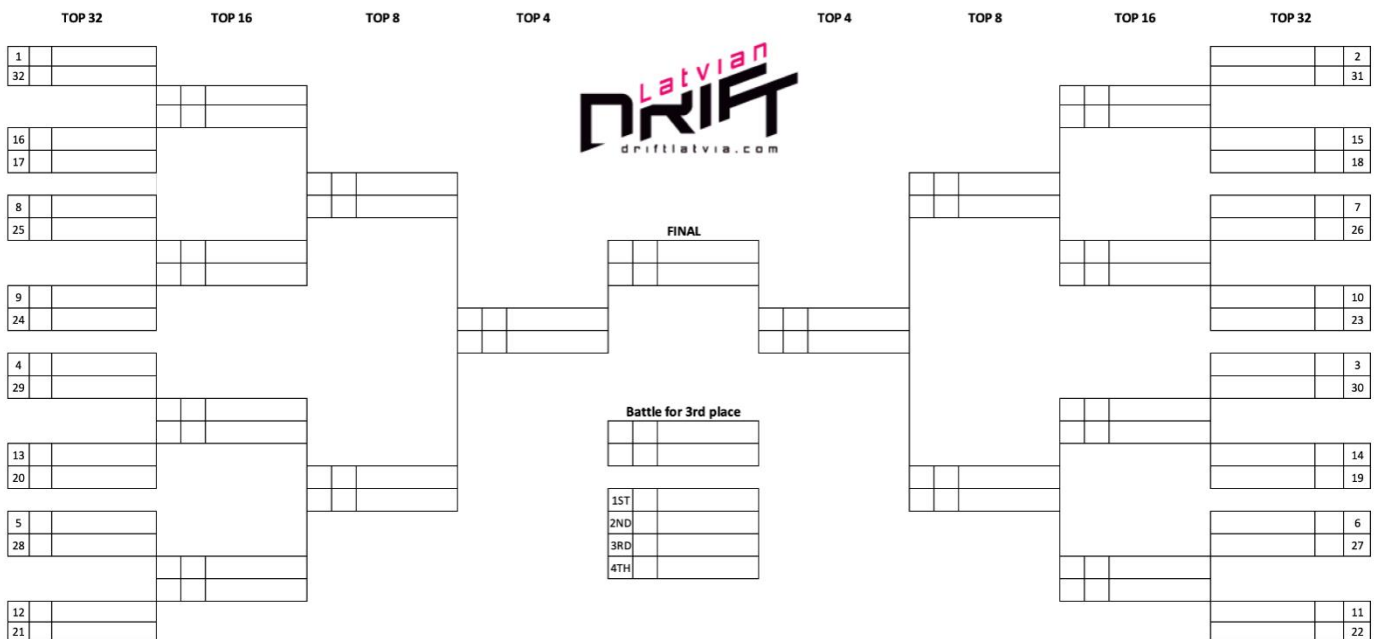 TOP 32 TOP 16 TOP 8 TOP 4 TOP 4 TOP 8 TOP 16 TOP 32
Latvian
DRIFT
driftlatvia.com
1 2
32 31
16 15
17 18
8 7
25 26
FINAL
9 10
24 23
4 3
29 30
Battle for 3rd place
13 14
20 19
1ST
5 2ND 6
28 27
3RD
4TH
12 11
21 22